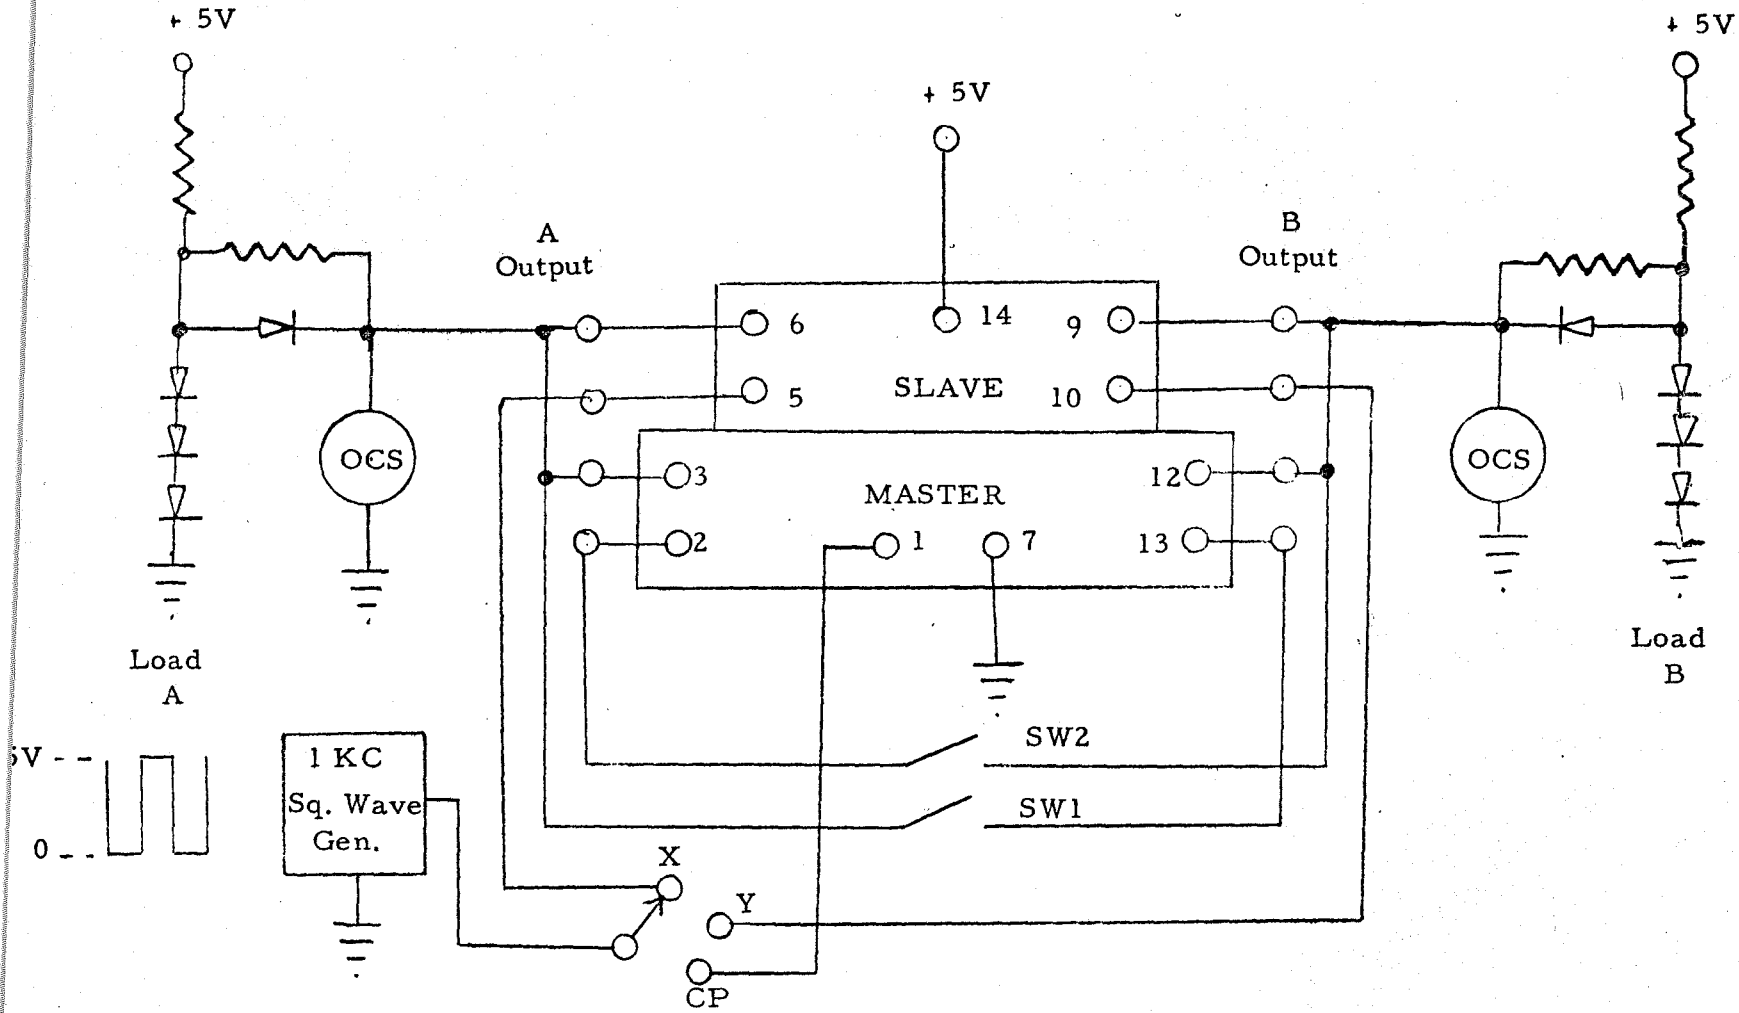 + 5V
+ 5V
+ 5V
A
Output
B
Output
6
14
9
5
SLAVE
10
OCS
OCS
3
MASTER
12
2
1
7
13
Load
A
Load
B
SW2
5V
1 KC
Sq. Wave
Gen.
SW1
0
X
Y
CP